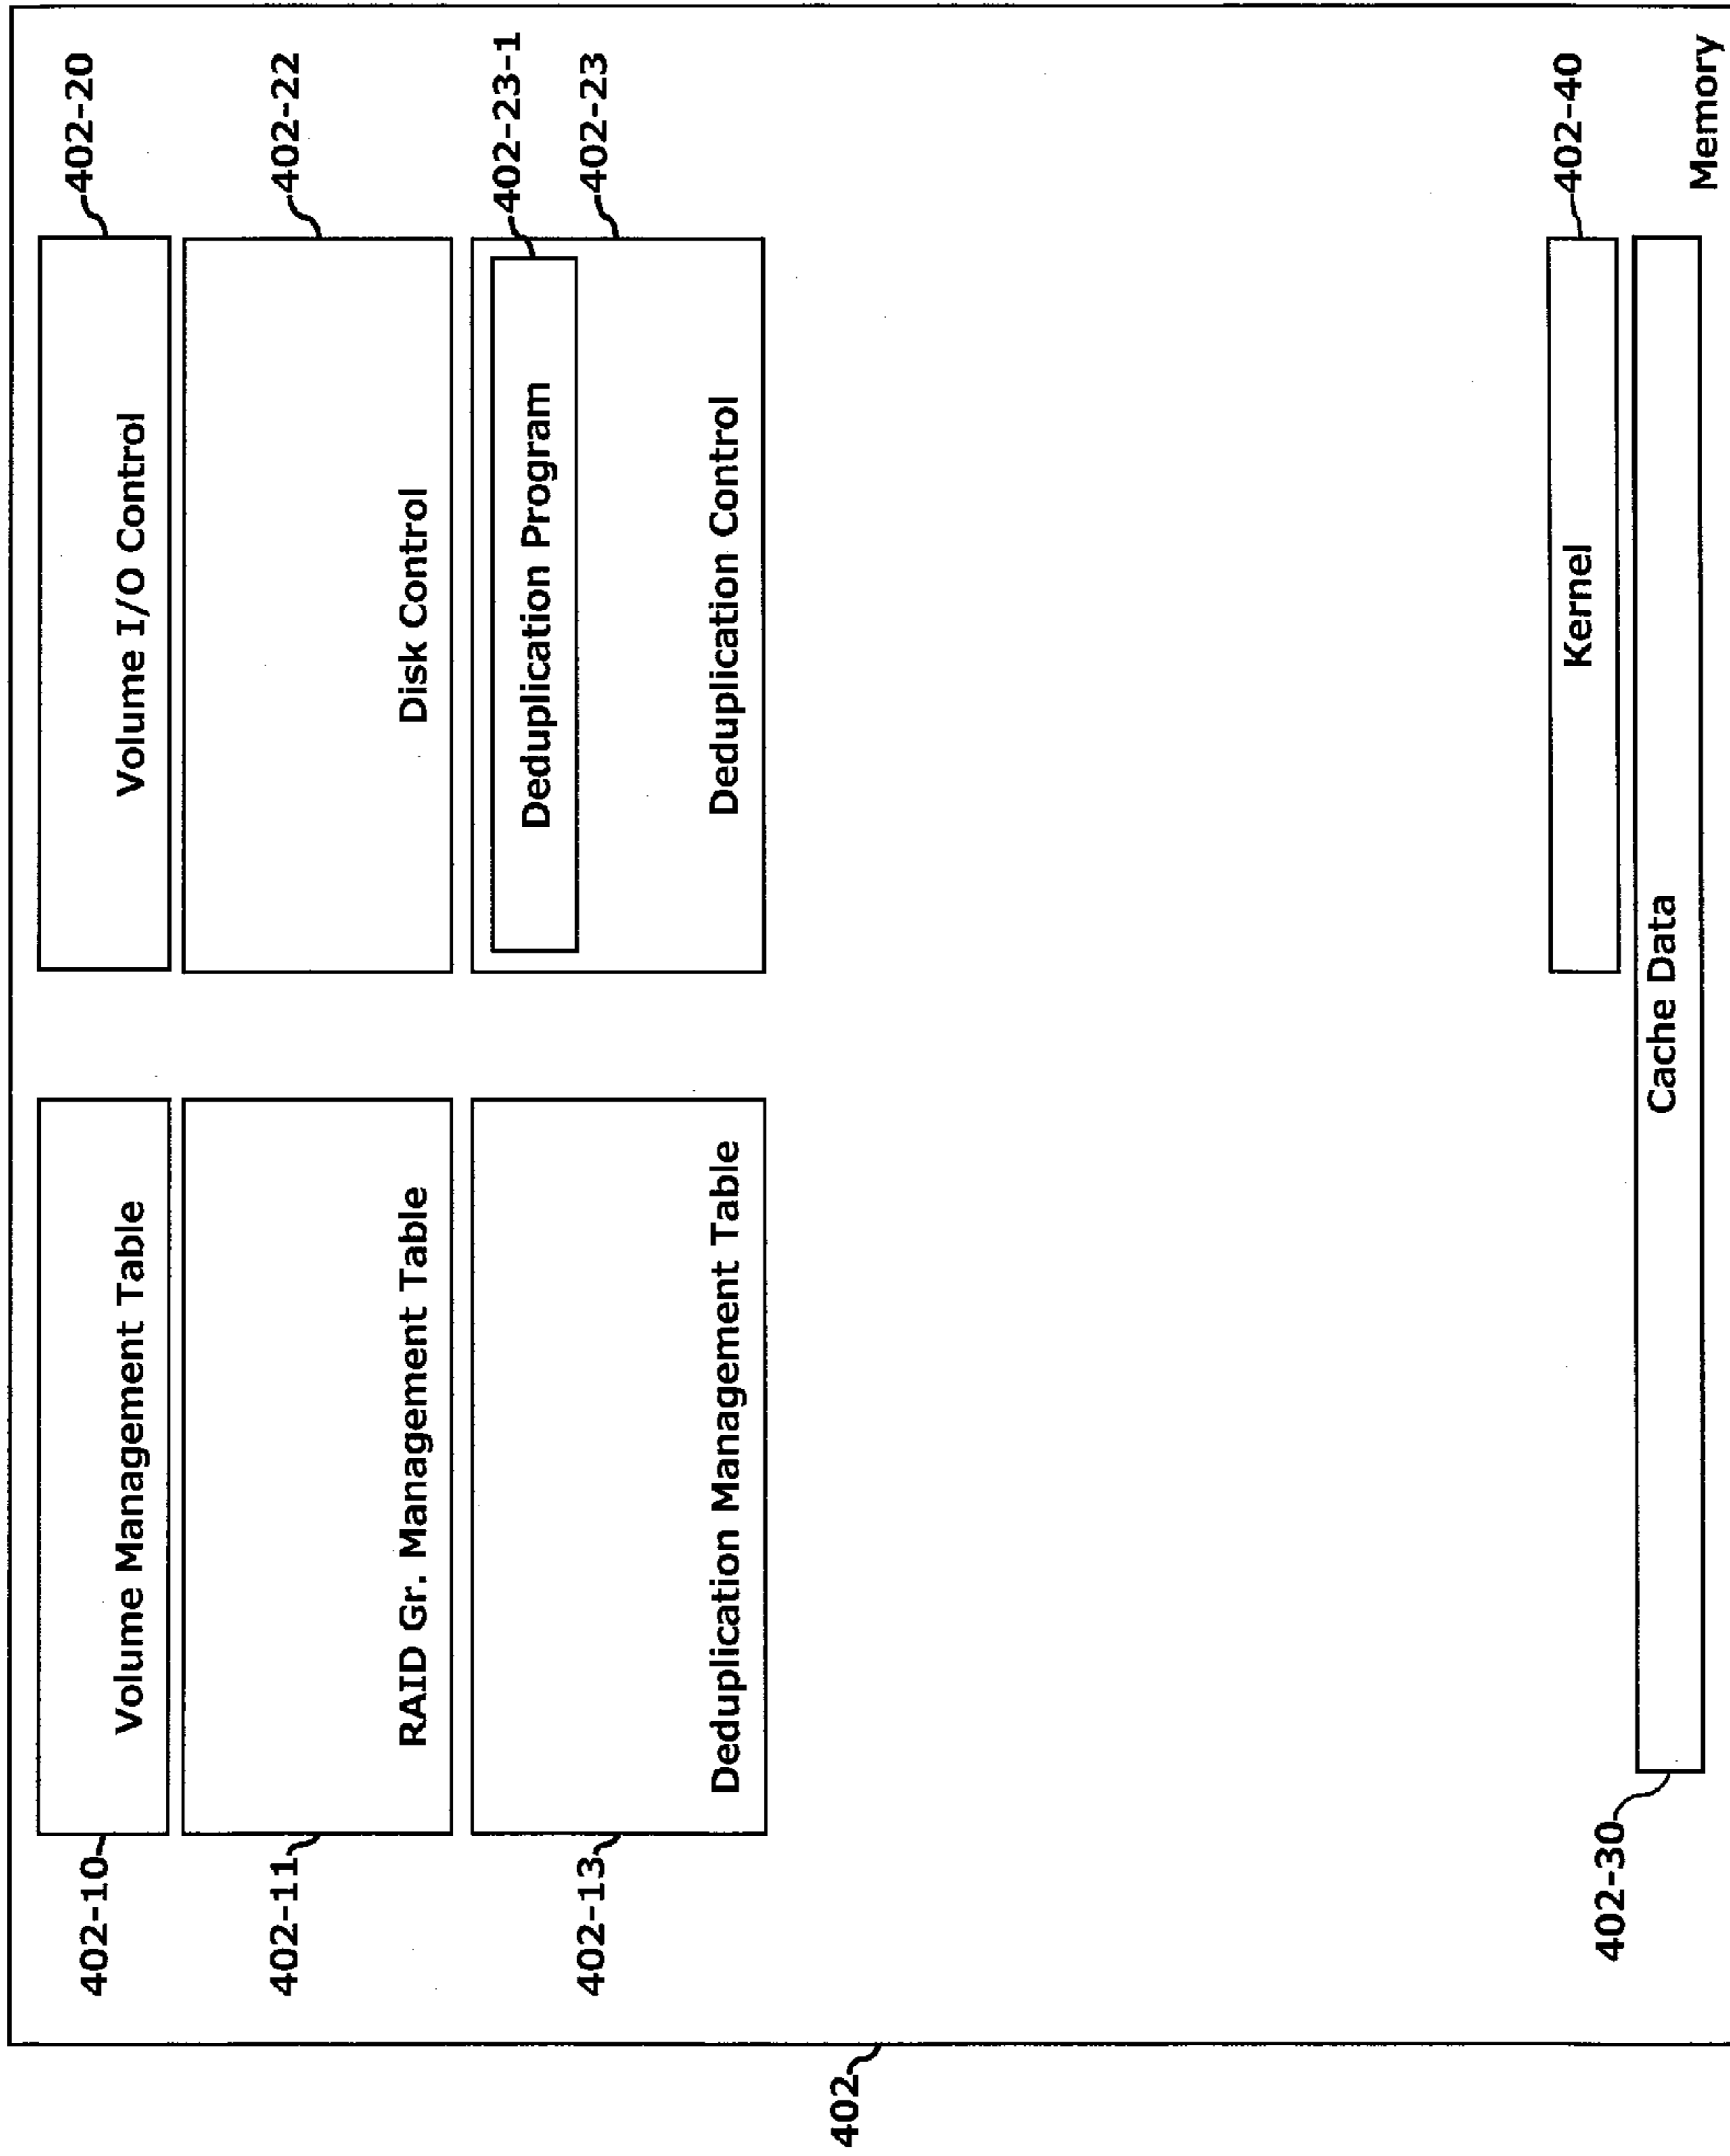 402-10
Volume Management Table
Volume I/O Control
402-20
402-11
RAID Gr. Management Table
Disk Control
402-22
Deduplication Program
402-23-1
402-13
Deduplication Management Table
Deduplication Control
402-23
402
Kernel
402-40
402-30
Cache Data
Memory